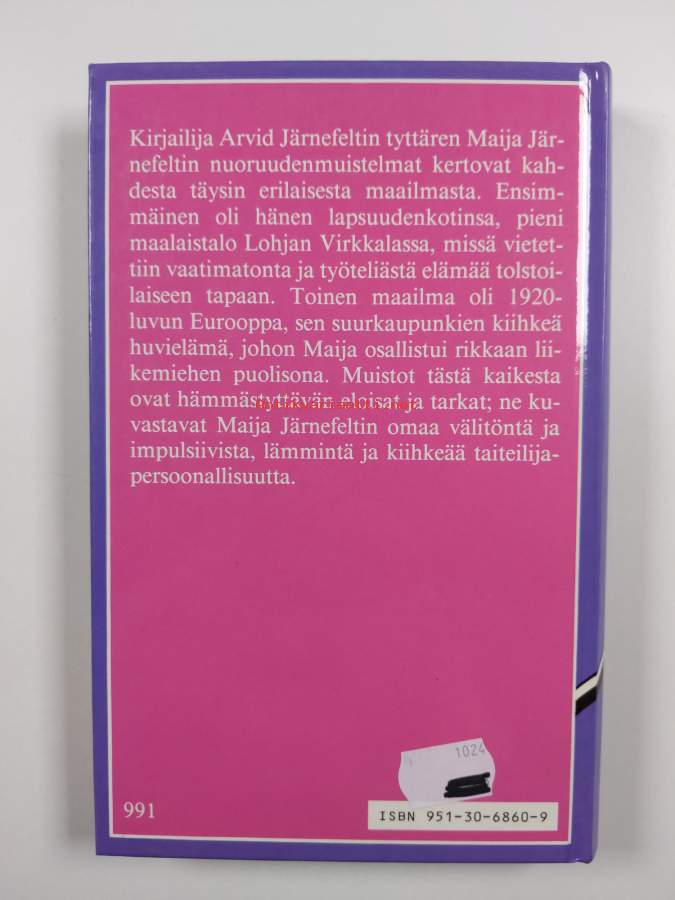 Kirjailija Arvid Järnefeltin tyttären Maija Jär-
nefeltin nuoruudenmuistelmat kertovat kah-
desta täysin erilaisesta maailmasta. Ensim-
mäinen oli hänen lapsuudenkotinsa, pieni
maalaistalo Lohjan Virkkalassa, missä vietet-
tiin vaatimatonta ja työteliästä elämää tolstoi-
laiseen tapaan. Toinen maailma oli 1920-
luvun Eurooppa, sen suurkaupunkien kiihkeä
huvielämä, johon Maija osallistui rikkaan lii-
kemiehen puolisona. Muistot tästä kaikesta
ovat hämmästyttävän eloisat ja tarkat; ne ku-
vastavat Maija Järnefeltin omaa välitöntä ja
impulsiivista, lämmintä ja kiihkeää taiteilija-
persoonallisuutta.
1024
991
ISBN 951-30-6860-9